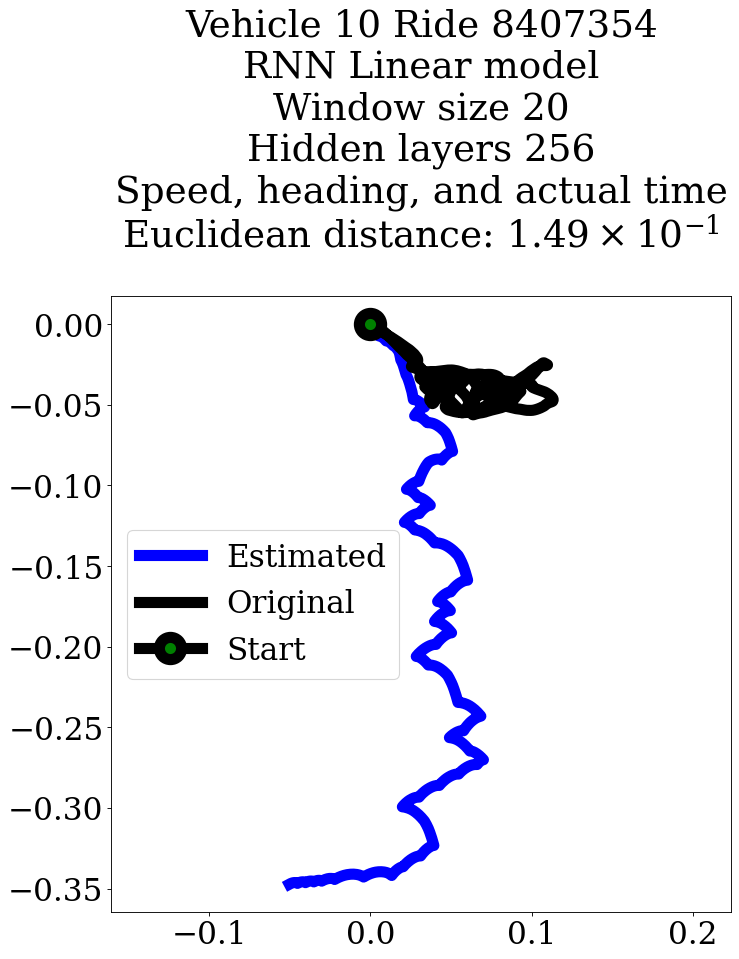 Vehicle 10 Ride 8407354
RNN Linear model
Window size 20
Hidden layers 256
Speed, heading, and actual time
Euclidean distance: 1.49 × 10⁻¹
0.00
−0.05
−0.10
−0.15
−0.20
−0.25
−0.30
−0.35
Estimated
Original
Start
−0.1
0.0
0.1
0.2